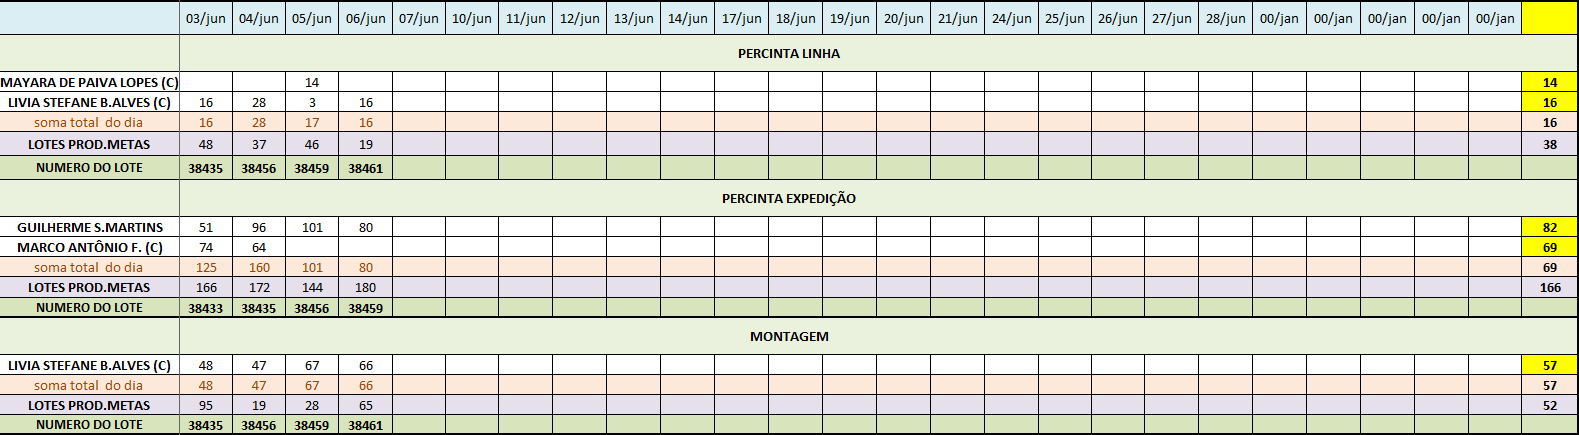 03/jun 04/jun 05/jun 06/jun 07/jun 10/jun 11/jun 12/jun 13/jun 14/jun 17/jun 18/jun 19/jun 20/jun 21/jun 24/jun 25/jun 26/jun 27/jun 28/jun 00/jan 00/jan 00/jan 00/jan 00/jan
PERCINTA LINHA
MAYARA DE PAIVA LOPES (C) 14 14
LIVIA STEFANE B.ALVES (C) 16 28 3 16 16
soma total do dia 16 28 17 16 16
LOTES PROD.METAS 48 37 46 19 38
NUMERO DO LOTE 38435 38456 38459 38461
PERCINTA EXPEDIÇÃO
GUILHERME S.MARTINS 51 96 101 80 82
MARCO ANTÔNIO F. (C) 74 64 69
soma total do dia 125 160 101 80 69
LOTES PROD.METAS 166 172 144 180 166
NUMERO DO LOTE 38433 38435 38456 38459
MONTAGEM
LIVIA STEFANE B.ALVES (C) 48 47 67 66 57
soma total do dia 48 47 67 66 57
LOTES PROD.METAS 95 19 28 65 52
NUMERO DO LOTE 38435 38456 38459 38461